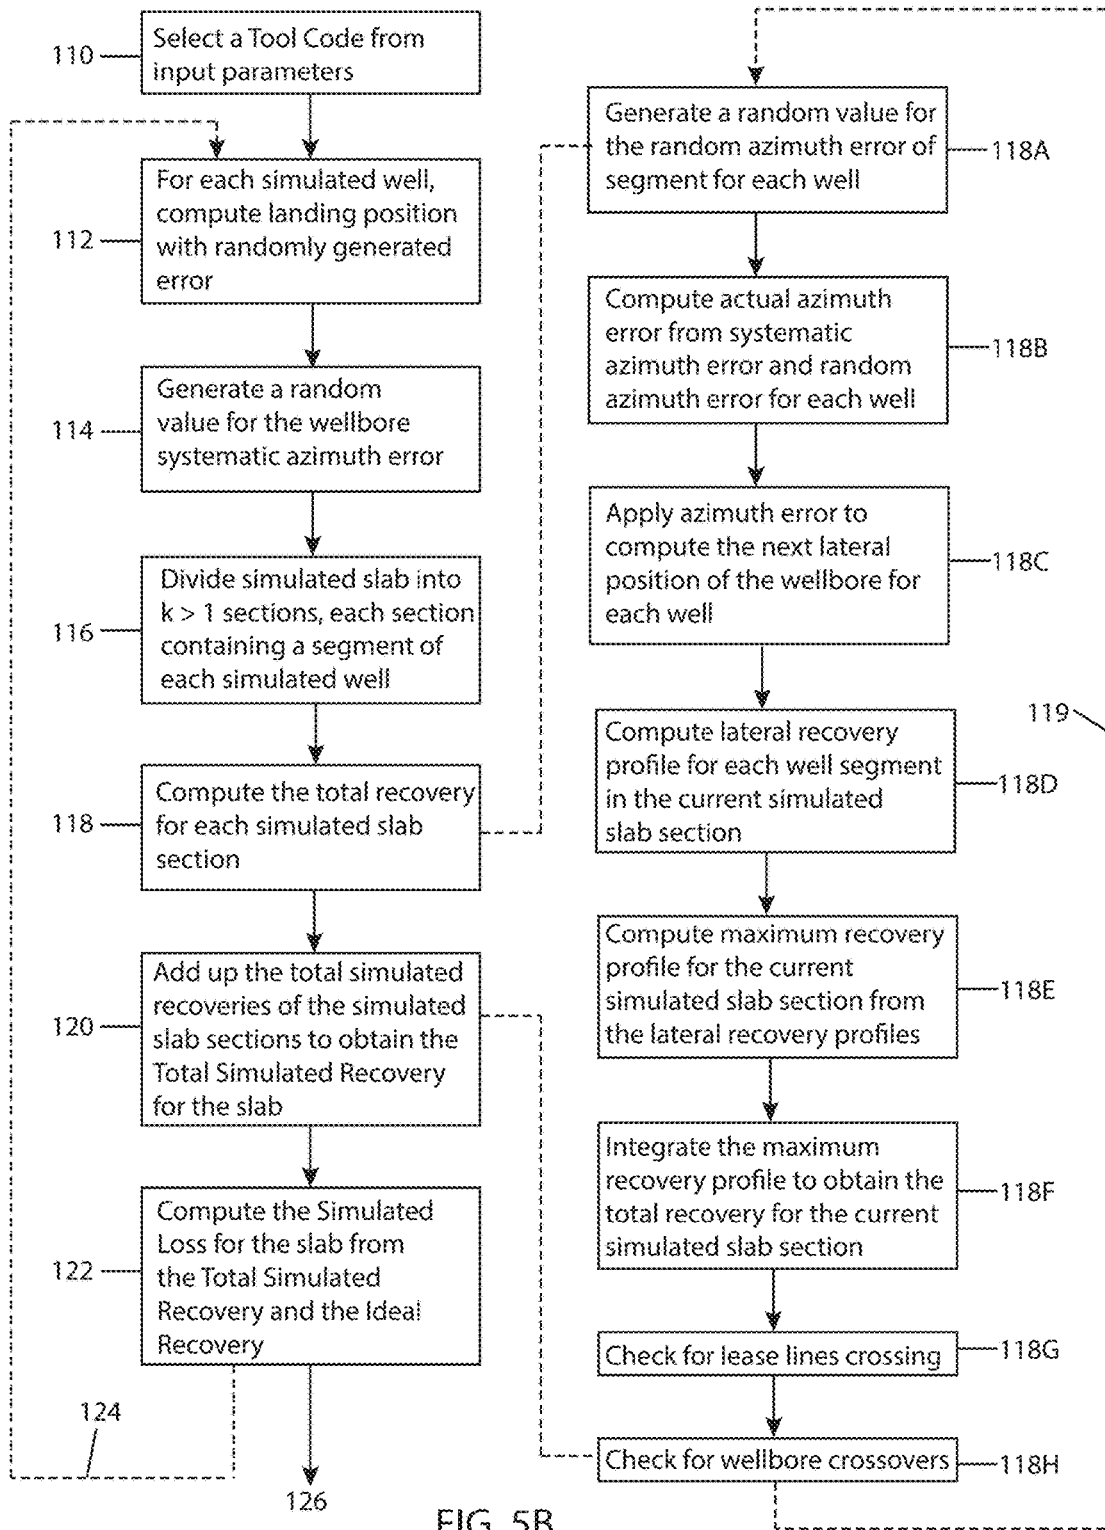 110
Select a Tool Code from
input parameters
112
For each simulated well,
compute landing position
with randomly generated
error
114
Generate a random
value for the wellbore
systematic azimuth error
116
Divide simulated slab into
k > 1 sections, each section
containing a segment of
each simulated well
118
Compute the total recovery
for each simulated slab
section
120
Add up the total simulated
recoveries of the simulated
slab sections to obtain the
Total Simulated Recovery
for the slab
122
Compute the Simulated
Loss for the slab from
the Total Simulated
Recovery and the Ideal
Recovery
124
126
Generate a random value for
the random azimuth error of
segment for each well
118A
Compute actual azimuth
error from systematic
azimuth error and random
azimuth error for each well
118B
Apply azimuth error to
compute the next lateral
position of the wellbore for
each well
118C
119
Compute lateral recovery
profile for each well segment
in the current simulated
slab section
118D
Compute maximum recovery
profile for the current
simulated slab section from
the lateral recovery profiles
118E
Integrate the maximum
recovery profile to obtain the
total recovery for the current
simulated slab section
118F
Check for lease lines crossing
118G
Check for wellbore crossovers
118H
FIG. 5B